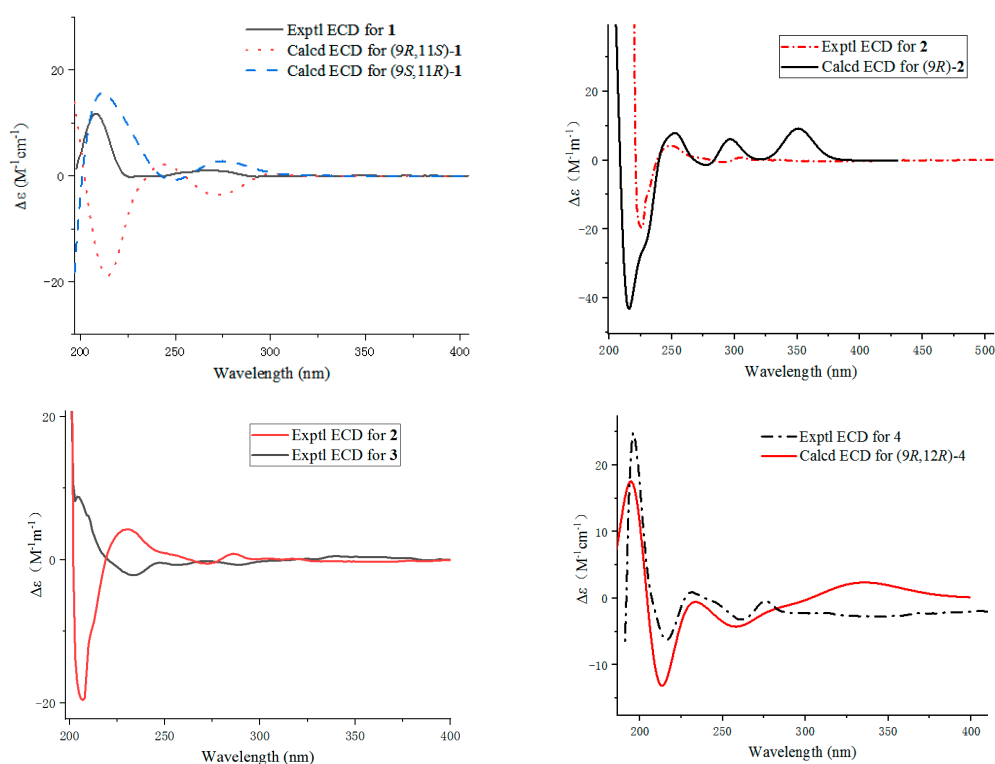 Exptl ECD for 1
Calcd ECD for (9R,11S)-1
Calcd ECD for (9S,11R)-1
20
0
-20
Δε (M⁻¹cm⁻¹)
200 250 300 350 400
Wavelength (nm)
Exptl ECD for 2
Calcd ECD for (9R)-2
20
0
-20
-40
Δε（M⁻¹m⁻¹）
200 250 300 350 400 450 500
Wavelength (nm)
Exptl ECD for 2
Exptl ECD for 3
20
0
-20
Δε（M⁻¹m⁻¹）
200 250 300 350 400
Wavelength (nm)
Exptl ECD for 4
Calcd ECD for (9R,12R)-4
20
10
0
-10
Δε（M⁻¹m⁻¹）
200 250 300 350 400
Wavelength (nm)